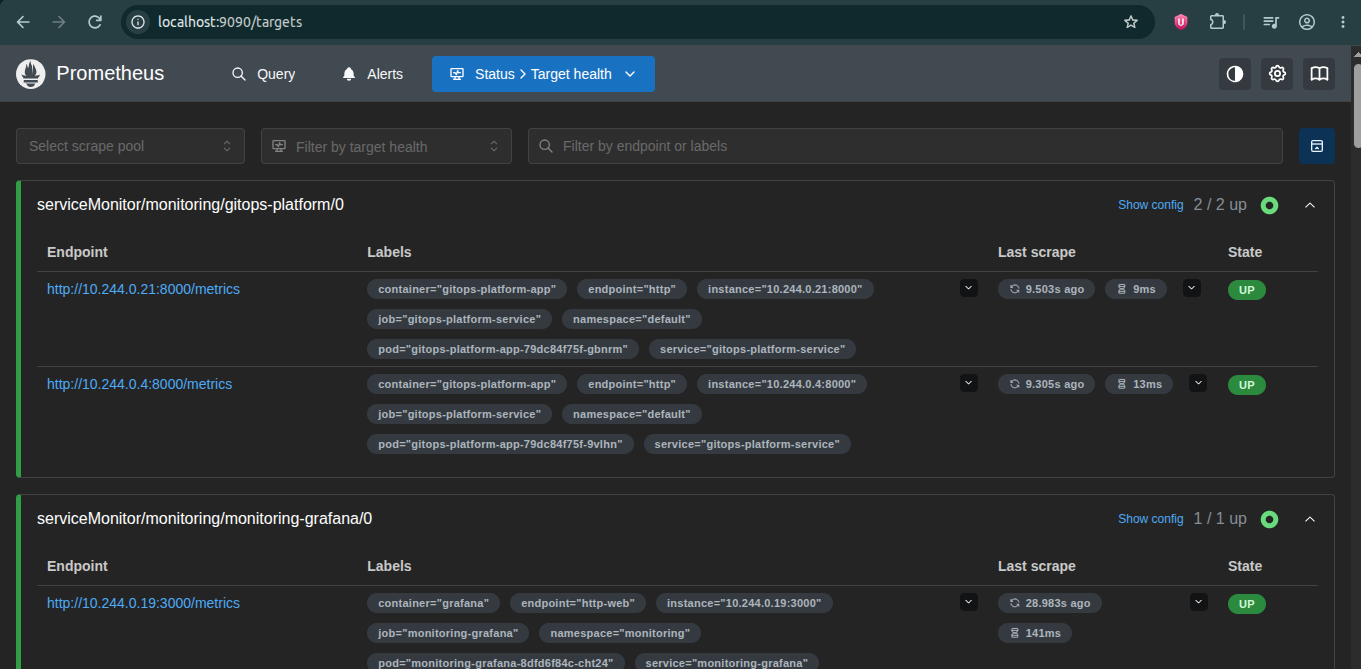 localhost:9090/targets
Prometheus Query Alerts Status Target health
Select scrape pool Filter by target health Filter by endpoint or labels
serviceMonitor/monitoring/gitops-platform/0 Show config 2 / 2 up
Endpoint Labels Last scrape State
http://10.244.0.21:8000/metrics container="gitops-platform-app" endpoint="http" instance="10.244.0.21:8000" 9.503s ago 9ms UP
job="gitops-platform-service" namespace="default"
pod="gitops-platform-app-79dc84f75f-gbnrm" service="gitops-platform-service"
http://10.244.0.4:8000/metrics container="gitops-platform-app" endpoint="http" instance="10.244.0.4:8000" 9.305s ago 13ms UP
job="gitops-platform-service" namespace="default"
pod="gitops-platform-app-79dc84f75f-9vlhn" service="gitops-platform-service"
serviceMonitor/monitoring/monitoring-grafana/0 Show config 1 / 1 up
Endpoint Labels Last scrape State
http://10.244.0.19:3000/metrics container="grafana" endpoint="http-web" instance="10.244.0.19:3000" 28.983s ago UP
job="monitoring-grafana" namespace="monitoring" 141ms
pod="monitoring-grafana-8dfd6f84c-cht24" service="monitoring-grafana"